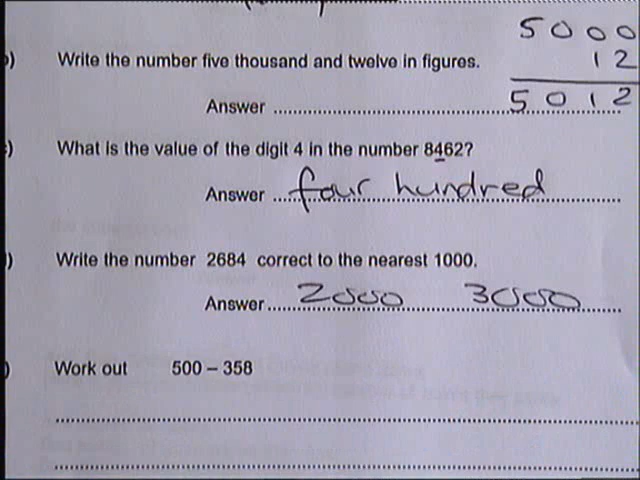 5000
) Write the number five thousand and twelve in figures. 12
Answer 5012
) What is the value of the digit 4 in the number 8462?
Answer four hundred
) Write the number 2684 correct to the nearest 1000.
Answer 2000 3000
) Work out 500 – 358